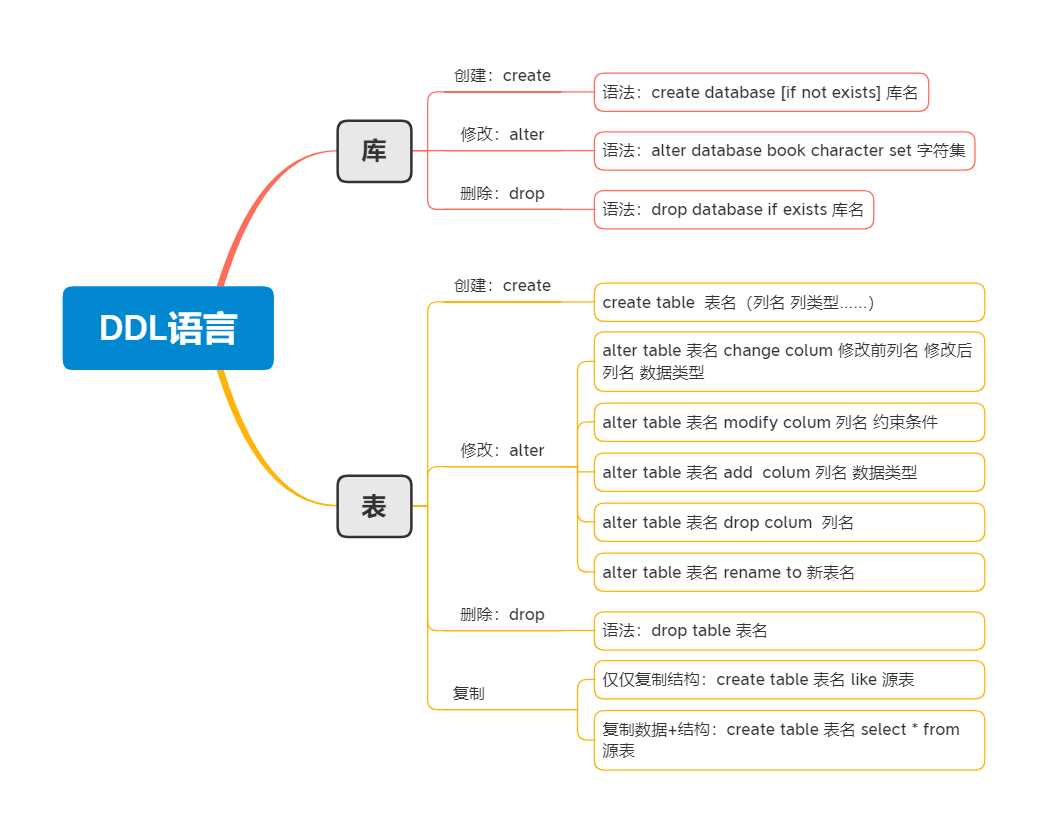 DDL语言
库
创建：create
语法：create database [if not exists] 库名
修改：alter
语法：alter database book character set 字符集
删除：drop
语法：drop database if exists 库名
表
创建：create
create table  表名（列名 列类型......）
修改：alter
alter table 表名 change colum 修改前列名 修改后
列名 数据类型
alter table 表名 modify colum 列名 约束条件
alter table 表名 add  colum 列名 数据类型
alter table 表名 drop colum  列名
alter table 表名 rename to 新表名
删除：drop
语法：drop table 表名
复制
仅仅复制结构：create table 表名 like 源表
复制数据+结构：create table 表名 select * from
源表